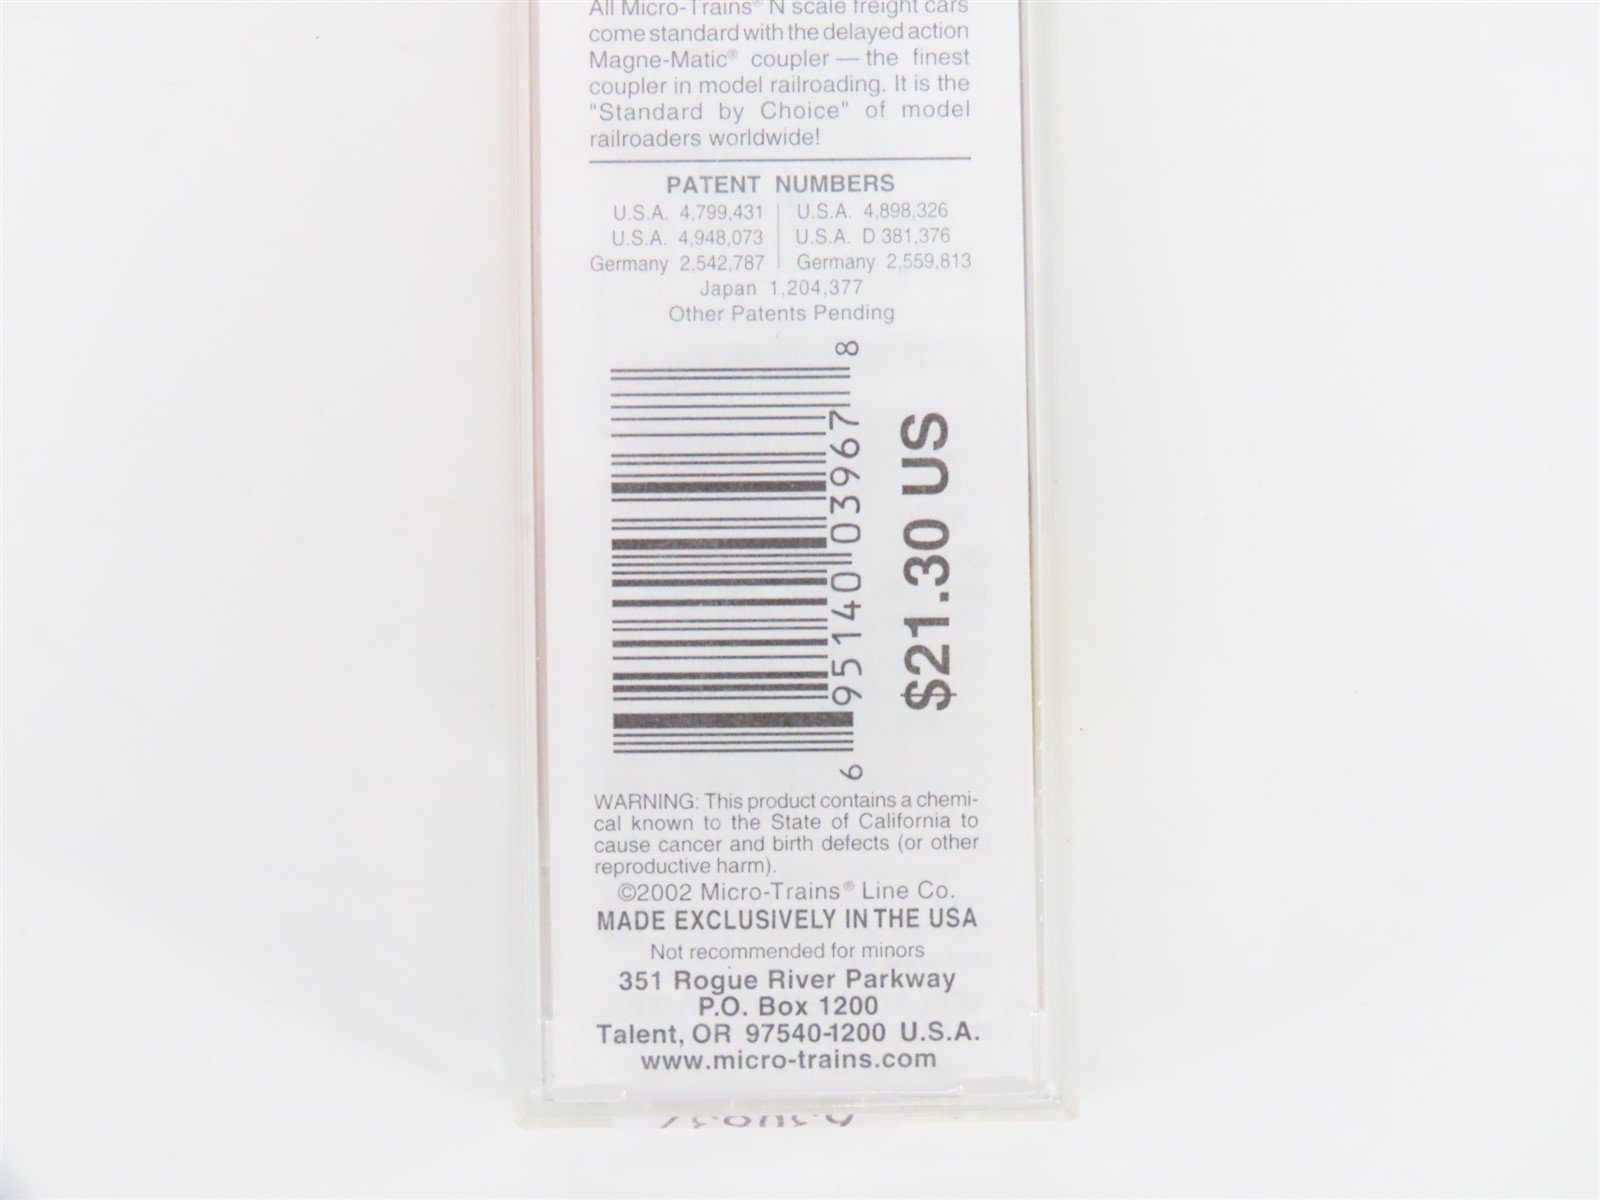 All Micro-Trains® N scale freight cars
come standard with the delayed action
Magne-Matic® coupler — the finest
coupler in model railroading. It is the
"Standard by Choice" of model
railroaders worldwide!
PATENT NUMBERS
U.S.A. 4,799,431 U.S.A. 4,898,326
U.S.A. 4,948,073 U.S.A. D 381,376
Germany 2,542,787 Germany 2,559,813
Japan 1,204,377
Other Patents Pending
6 95140 03967 8
$21.30 US
WARNING: This product contains a chemi-
cal known to the State of California to
cause cancer and birth defects (or other
reproductive harm).
©2002 Micro-Trains® Line Co.
MADE EXCLUSIVELY IN THE USA
Not recommended for minors
351 Rogue River Parkway
P.O. Box 1200
Talent, OR 97540-1200 U.S.A.
www.micro-trains.com